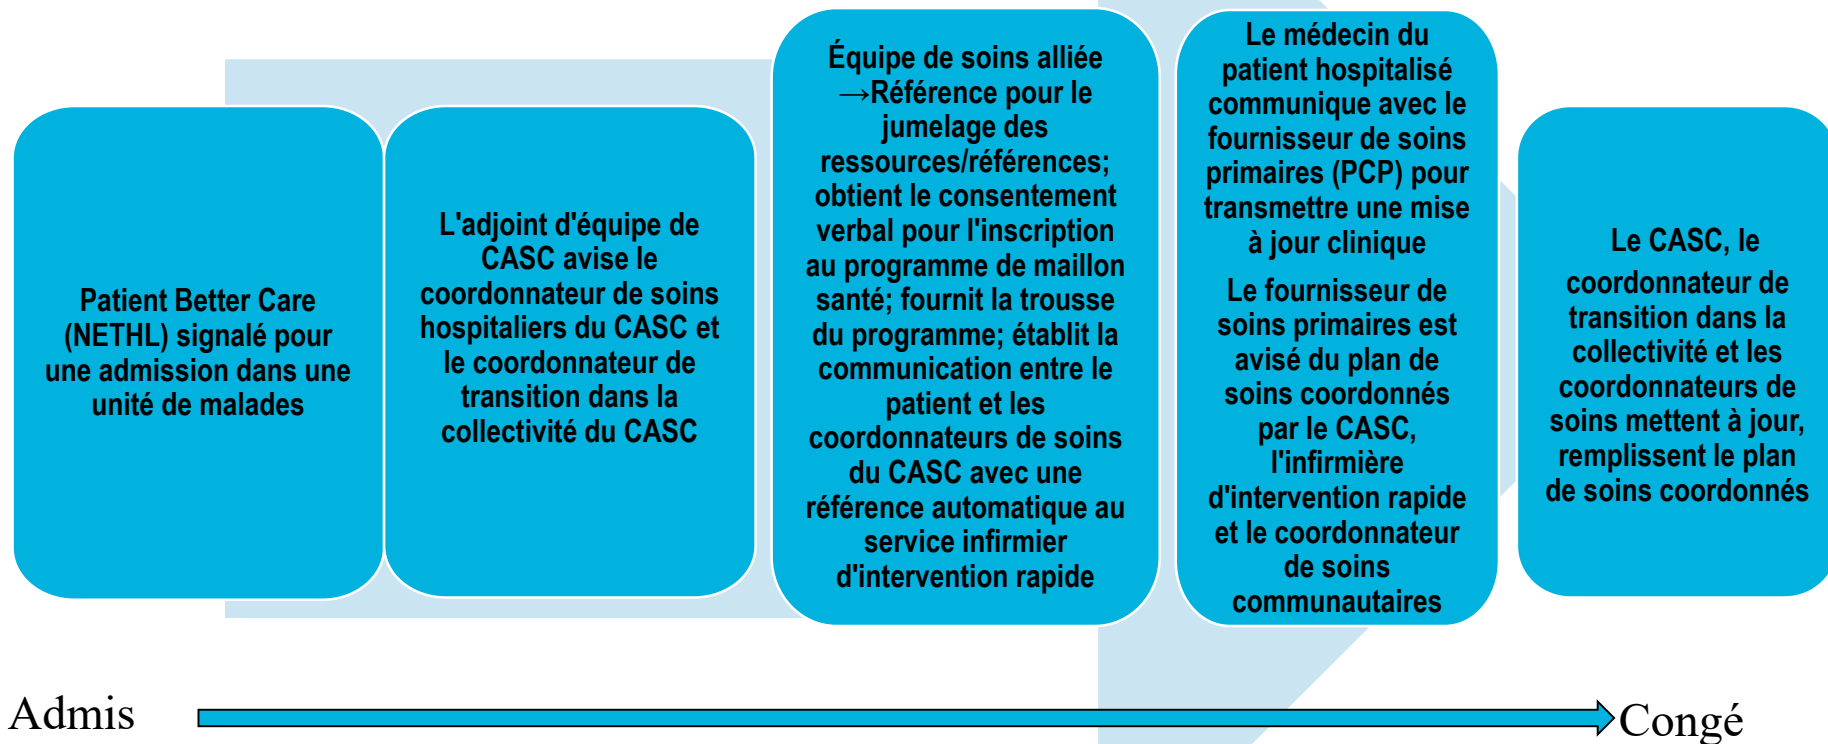 Patient Better Care
(NETHL) signalé pour
une admission dans une
unité de malades
L'adjoint d'équipe de
CASC avise le
coordonnateur de soins
hospitaliers du CASC et
le coordonnateur de
transition dans la
collectivité du CASC
Équipe de soins alliée
→Référence pour le
jumelage des
ressources/références;
obtient le consentement
verbal pour l'inscription
au programme de maillon
santé; fournit la trousse
du programme; établit la
communication entre le
patient et les
coordonnateurs de soins
du CASC avec une
référence automatique au
service infirmier
d'intervention rapide
Le médecin du
patient hospitalisé
communique avec le
fournisseur de soins
primaires (PCP) pour
transmettre une mise
à jour clinique
Le fournisseur de
soins primaires est
avisé du plan de
soins coordonnés
par le CASC,
l'infirmière
d'intervention rapide
et le coordonnateur
de soins
communautaires
Le CASC, le
coordonnateur de
transition dans la
collectivité et les
coordonnateurs de
soins mettent à jour,
remplissent le plan
de soins coordonnés
Admis
Congé